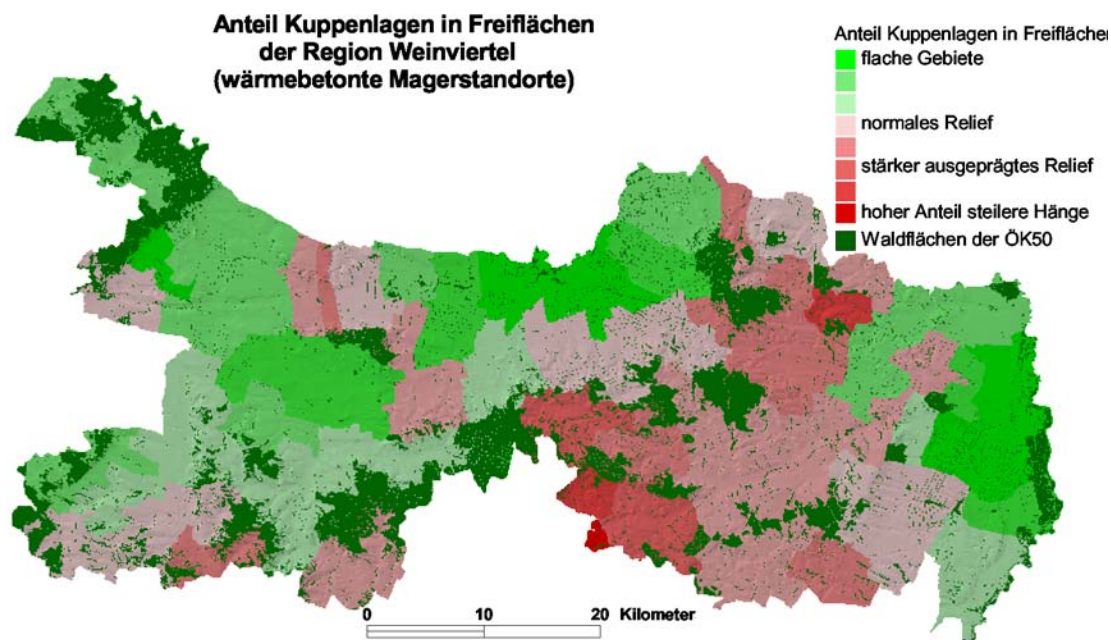 Anteil Kuppenlagen in Freiflächen
der Region Weinviertel
(wärmebetonte Magerstandorte)
Anteil Kuppenlagen in Freiflächen
flache Gebiete
normales Relief
stärker ausgeprägtes Relief
hoher Anteil steilere Hänge
Waldflächen der ÖK50
0 10 20 Kilometer